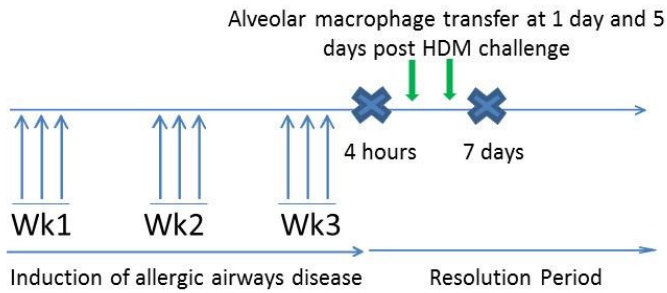 Alveolar macrophage transfer at 1 day and 5
days post HDM challenge
4 hours 7 days
Wk1 Wk2 Wk3
Induction of allergic airways disease Resolution Period